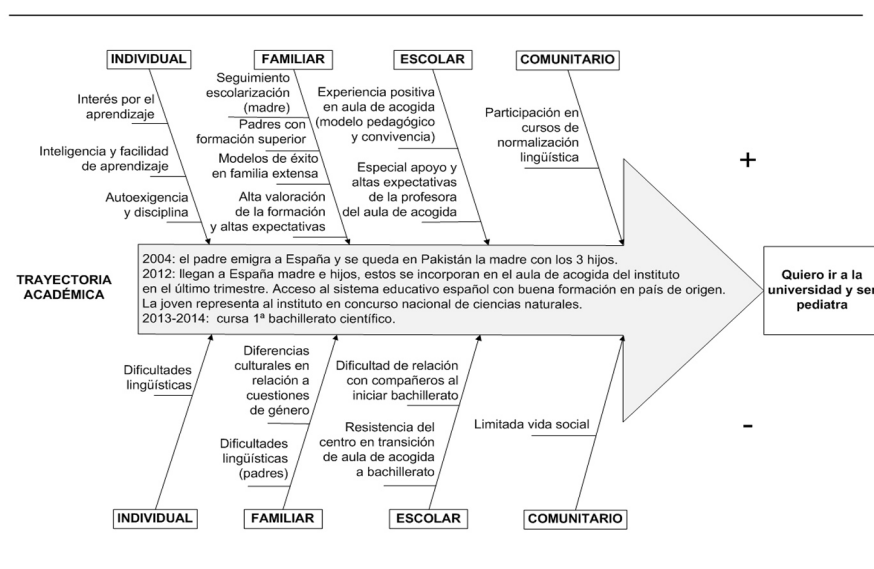 INDIVIDUAL
FAMILIAR
ESCOLAR
COMUNITARIO
Interés por el
aprendizaje
Inteligencia y facilidad
de aprendizaje
Autoexigencia
y disciplina
Seguimiento
escolarización
(madre)
Padres con
formación superior
Modelos de éxito
en familia extensa
Alta valoración
de la formación
y altas expectativas
Experiencia positiva
en aula de acogida
(modelo pedagógico
y convivencia)
Especial apoyo y
altas expectativas
de la profesora
del aula de acogida
Participación en
cursos de
normalización
lingüística
+
TRAYECTORIA
ACADÉMICA
2004: el padre emigra a España y se queda en Pakistán la madre con los 3 hijos.
2012: llegan a España madre e hijos, estos se incorporan en el aula de acogida del instituto
en el último trimestre. Acceso al sistema educativo español con buena formación en país de origen.
La joven representa al instituto en concurso nacional de ciencias naturales.
2013-2014: cursa 1ª bachillerato científico.
Quiero ir a la
universidad y ser
pediatra
Dificultades
lingüísticas
Diferencias
culturales en
relación a
cuestiones
de género
Dificultades
lingüísticas
(padres)
Dificultad de relación
con compañeros al
iniciar bachillerato
Resistencia del
centro en transición
de aula de acogida
a bachillerato
Limitada vida social
-
INDIVIDUAL
FAMILIAR
ESCOLAR
COMUNITARIO